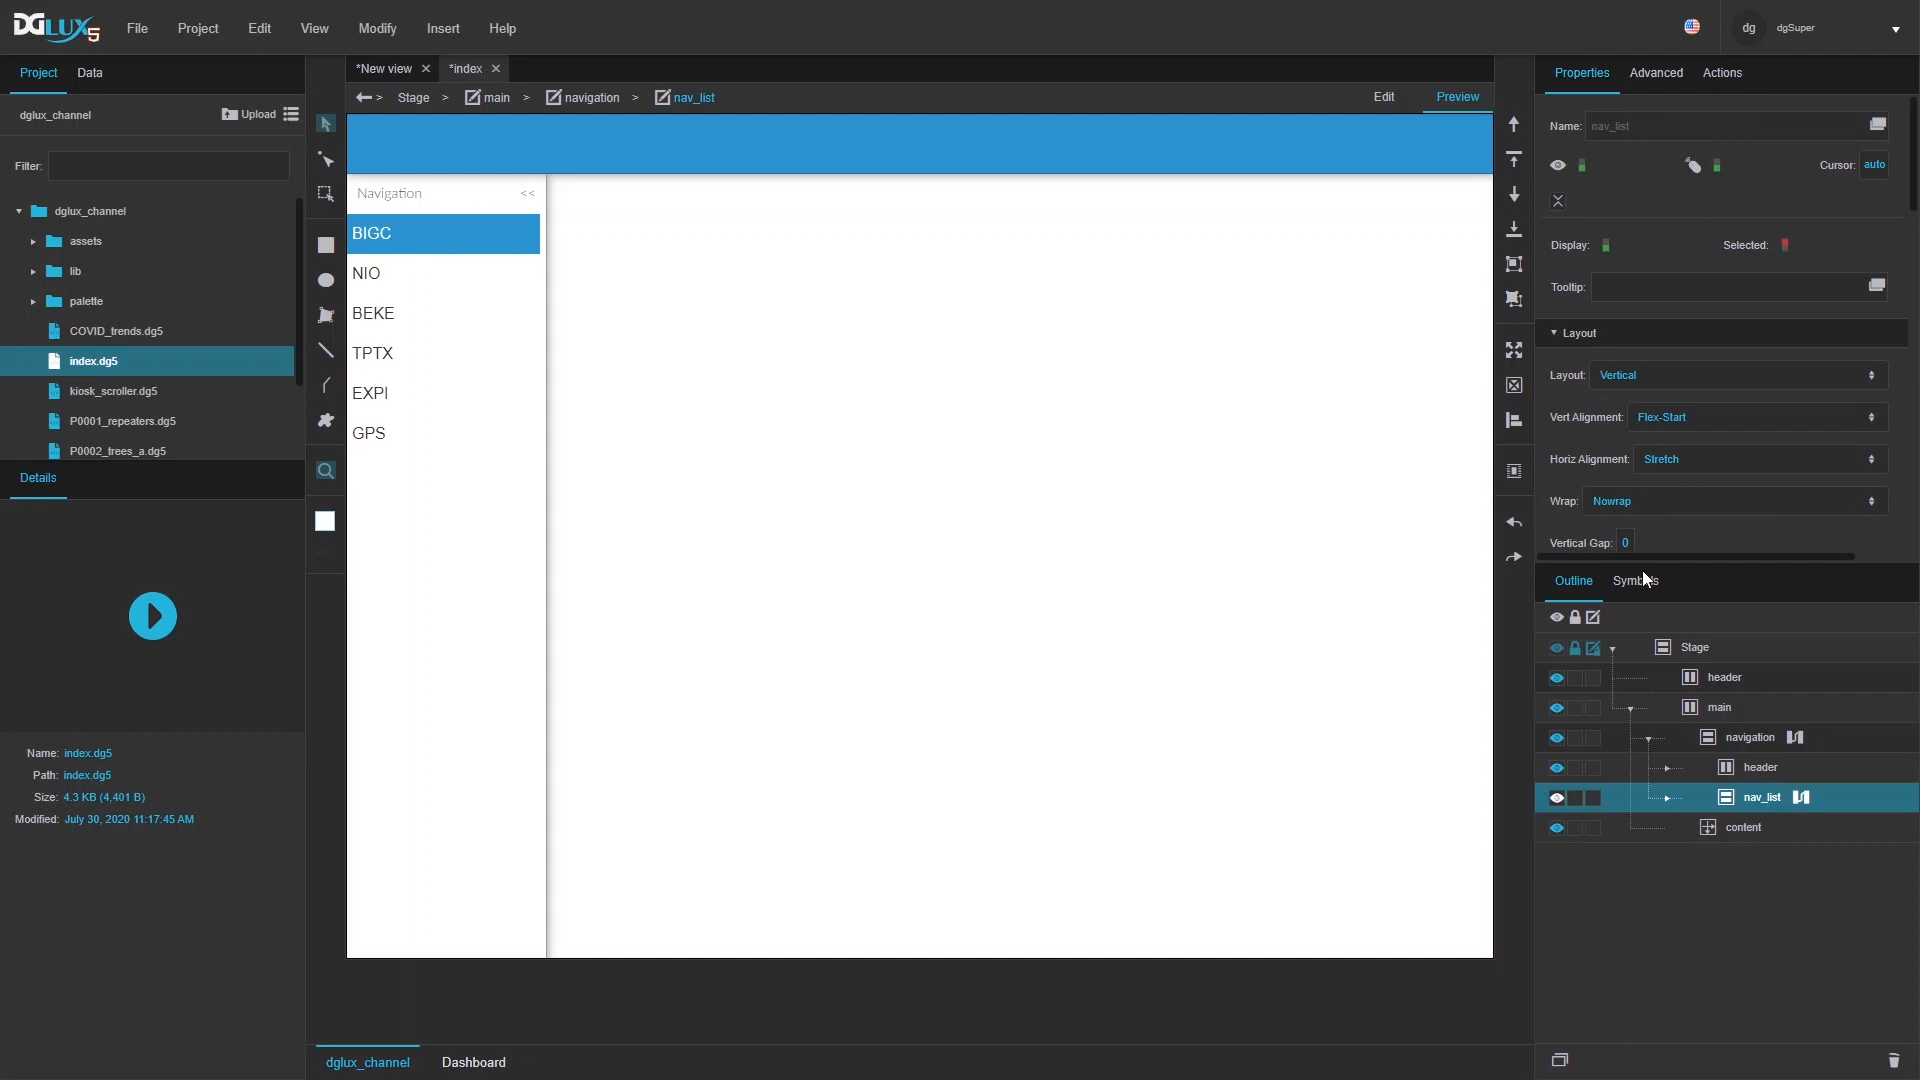 DGLUX5 File Project Edit View Modify Insert Help dg dgSuper
Project Data
dglux_channel Upload
Filter:
dglux_channel
assets
lib
palette
COVID_trends.dg5
index.dg5
kiosk_scroller.dg5
P0001_repeaters.dg5
P0002_trees_a.dg5
Details
Name: index.dg5
Path: index.dg5
Size: 4.3 KB (4,401 B)
Modified: July 30, 2020 11:17:45 AM
*New view *index
> Stage > main > navigation > nav_list Edit Preview
Navigation <<
BIGC
NIO
BEKE
TPTX
EXPI
GPS
dglux_channel Dashboard
Properties Advanced Actions
Name: nav_list
Cursor: auto
Display: Selected:
Tooltip:
Layout
Layout: Vertical
Vert Alignment: Flex-Start
Horiz Alignment: Stretch
Wrap: Nowrap
Vertical Gap: 0
Outline Symbols
Stage
header
main
navigation
header
nav_list
content